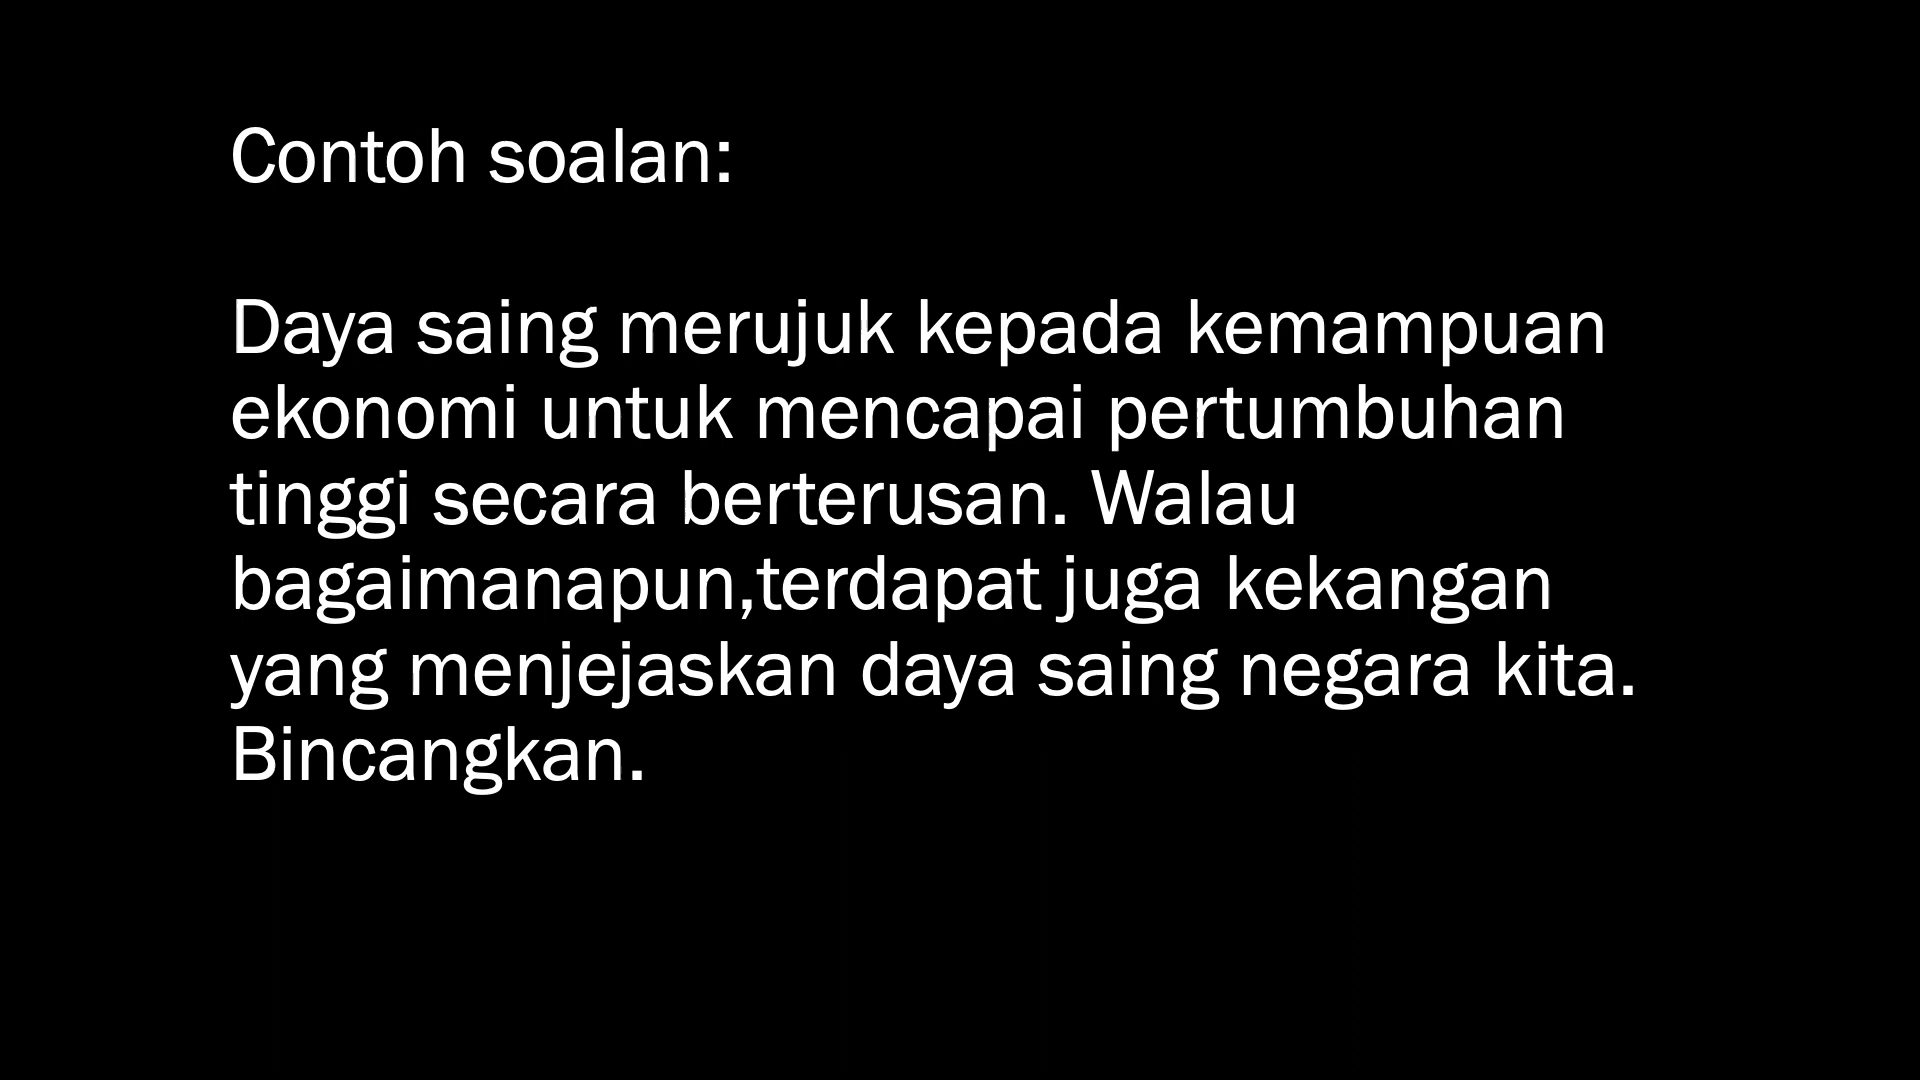 Contoh soalan:
Daya saing merujuk kepada kemampuan
ekonomi untuk mencapai pertumbuhan
tinggi secara berterusan. Walau
bagaimanapun,terdapat juga kekangan
yang menjejaskan daya saing negara kita.
Bincangkan.